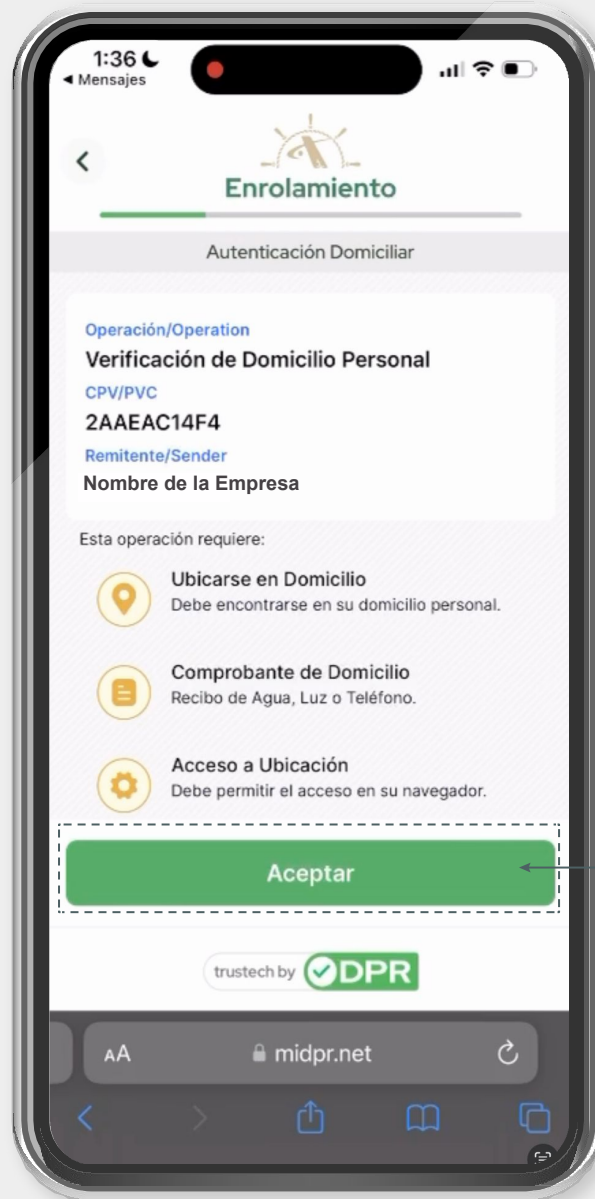 1:36
◀ Mensajes
Enrolamiento
Autenticación Domiciliar
Operación/Operation
Verificación de Domicilio Personal
CPV/PVC
2AAEAC14F4
Remitente/Sender
Nombre de la Empresa
Esta operación requiere:
Ubicarse en Domicilio
Debe encontrarse en su domicilio personal.
Comprobante de Domicilio
Recibo de Agua, Luz o Teléfono.
Acceso a Ubicación
Debe permitir el acceso en su navegador.
Aceptar
trustech by DPR
AA midpr.net